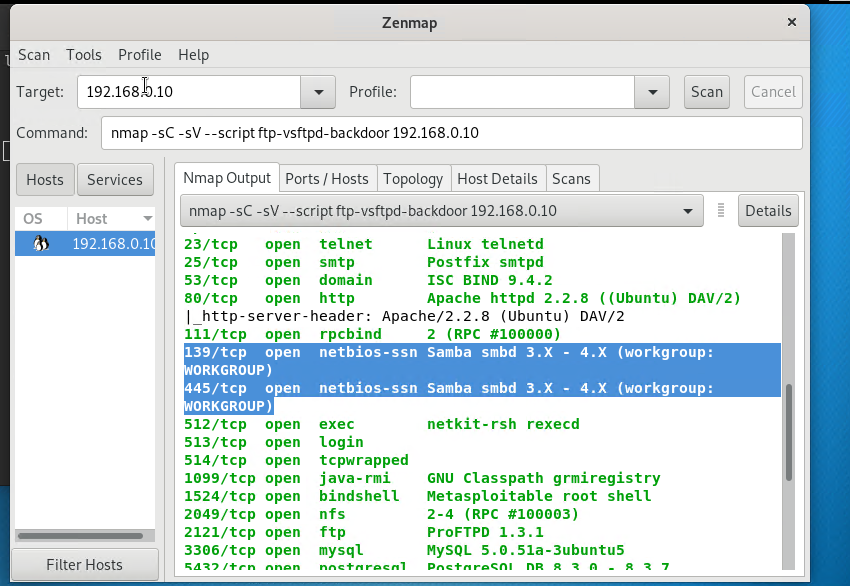 Zenmap
Scan Tools Profile Help
Target: 192.168.0.10 Profile: Scan Cancel
Command: nmap -sC -sV --script ftp-vsftpd-backdoor 192.168.0.10
Hosts Services
Nmap Output Ports / Hosts Topology Host Details Scans
nmap -sC -sV --script ftp-vsftpd-backdoor 192.168.0.10 Details
OS Host
192.168.0.10
23/tcp open telnet Linux telnetd
25/tcp open smtp Postfix smtpd
53/tcp open domain ISC BIND 9.4.2
80/tcp open http Apache httpd 2.2.8 ((Ubuntu) DAV/2)
|_http-server-header: Apache/2.2.8 (Ubuntu) DAV/2
111/tcp open rpcbind 2 (RPC #100000)
139/tcp open netbios-ssn Samba smbd 3.X - 4.X (workgroup:
WORKGROUP)
445/tcp open netbios-ssn Samba smbd 3.X - 4.X (workgroup:
WORKGROUP)
512/tcp open exec netkit-rsh rexecd
513/tcp open login
514/tcp open tcpwrapped
1099/tcp open java-rmi GNU Classpath grmiregistry
1524/tcp open bindshell Metasploitable root shell
2049/tcp open nfs 2-4 (RPC #100003)
2121/tcp open ftp ProFTPD 1.3.1
3306/tcp open mysql MySQL 5.0.51a-3ubuntu5
5432/tcp open postgresql PostgreSQL DB 8.3.0 - 8.3.7
Filter Hosts